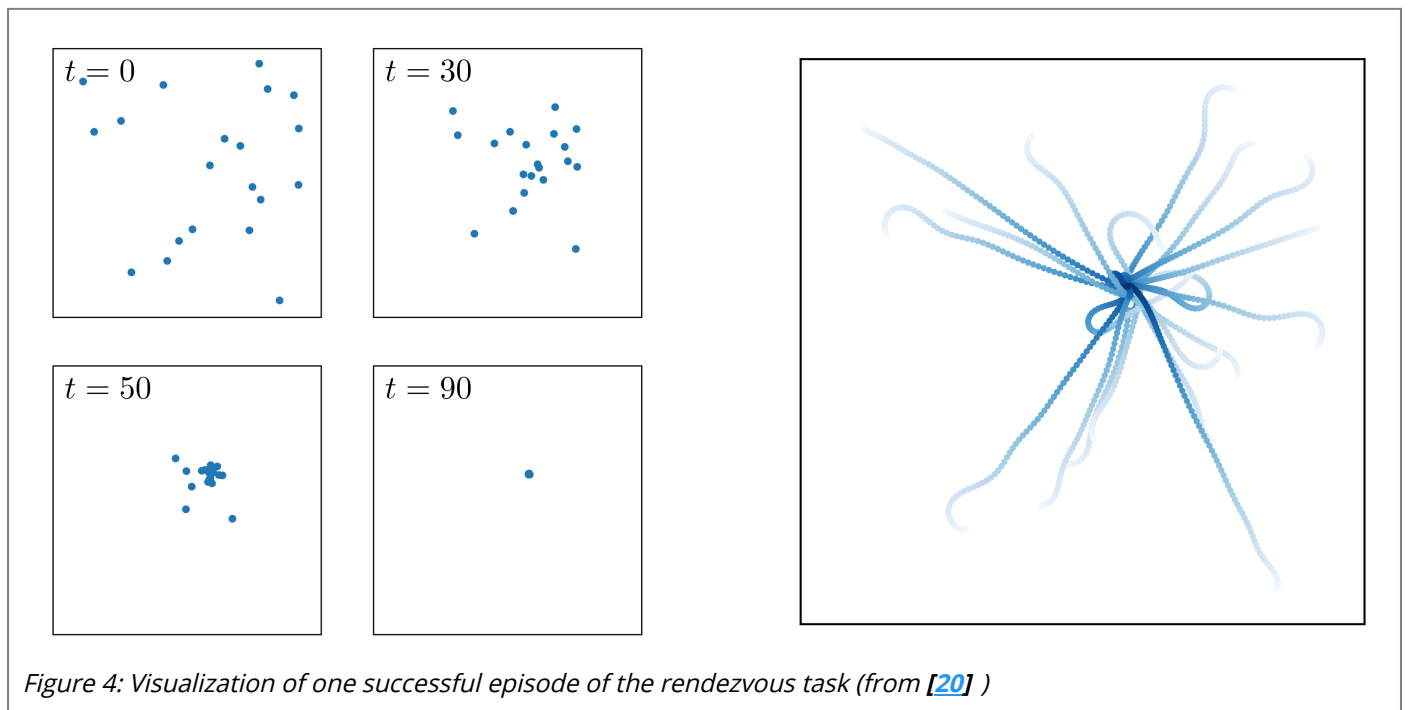 t = 0
t = 30
t = 50
t = 90
Figure 4: Visualization of one successful episode of the rendezvous task (from [20] )